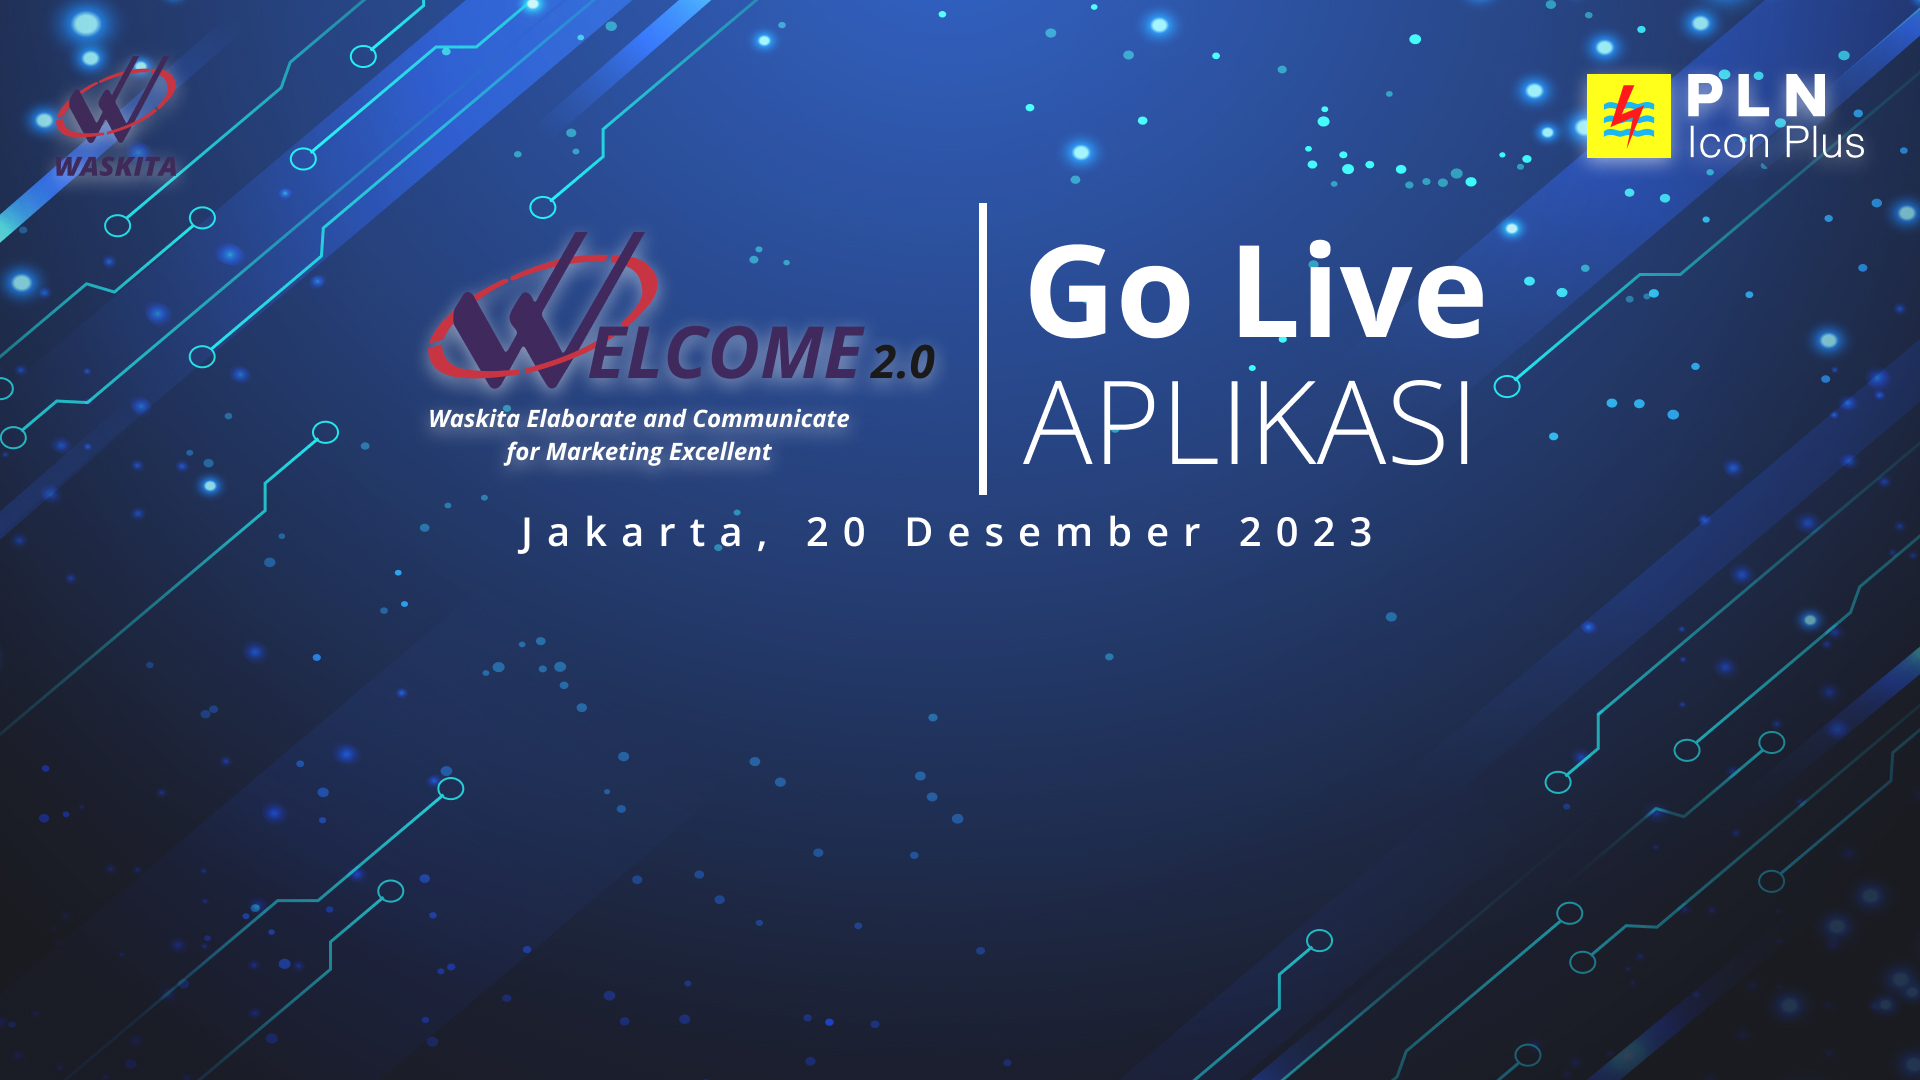 WASKITA
PLN
Icon Plus
WELCOME 2.0
Waskita Elaborate and Communicate
for Marketing Excellent
Go Live
APLIKASI
Jakarta, 20 Desember 2023